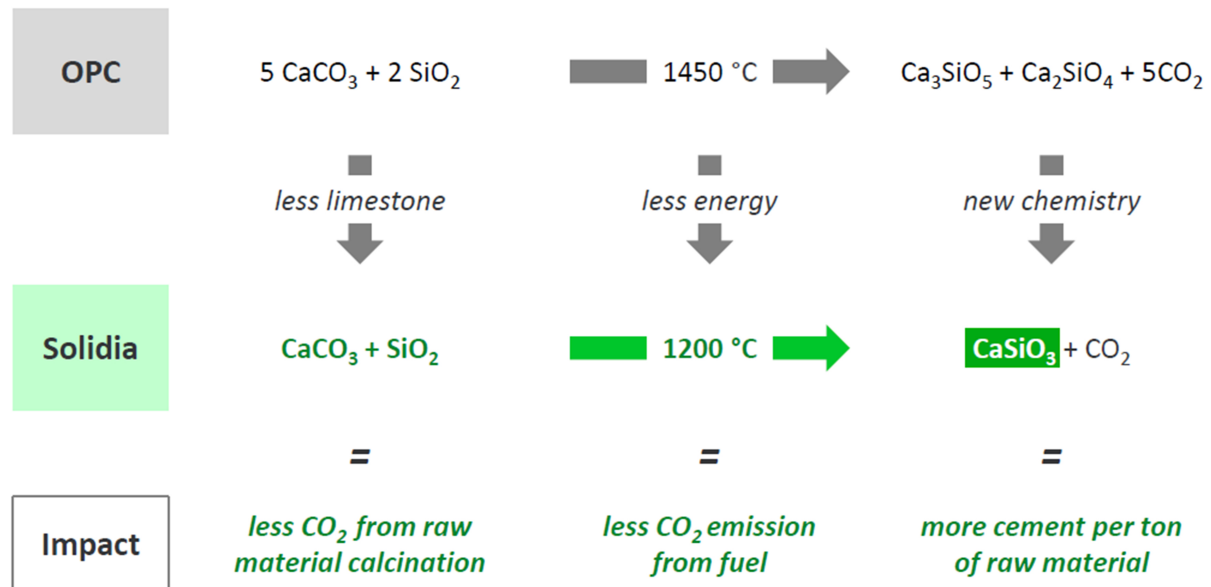 OPC
5 CaCO₃ + 2 SiO₂
1450 °C
Ca₃SiO₅ + Ca₂SiO₄ + 5CO₂
less limestone
less energy
new chemistry
Solidia
CaCO₃ + SiO₂
1200 °C
CaSiO₃ + CO₂
=
=
=
Impact
less CO₂ from raw
material calcination
less CO₂ emission
from fuel
more cement per ton
of raw material